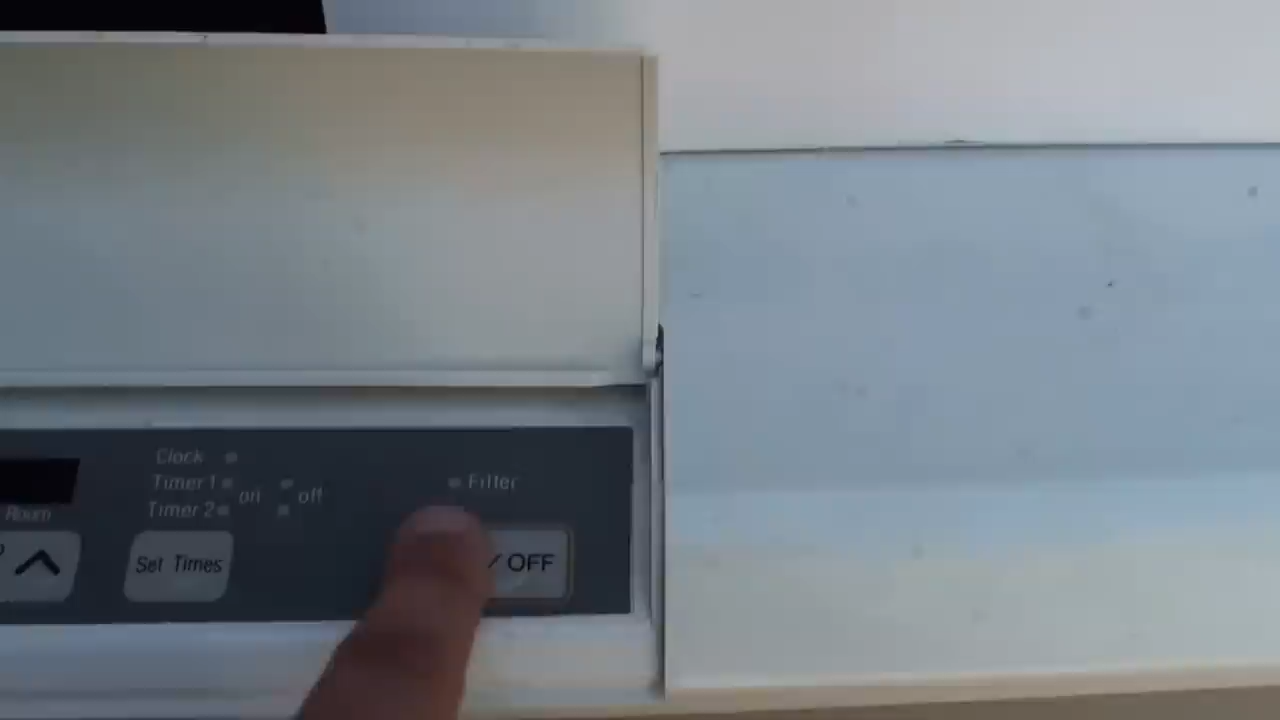 Clock
Timer 1
on
off
Timer 2
Filter
Room
Set Times
/ OFF